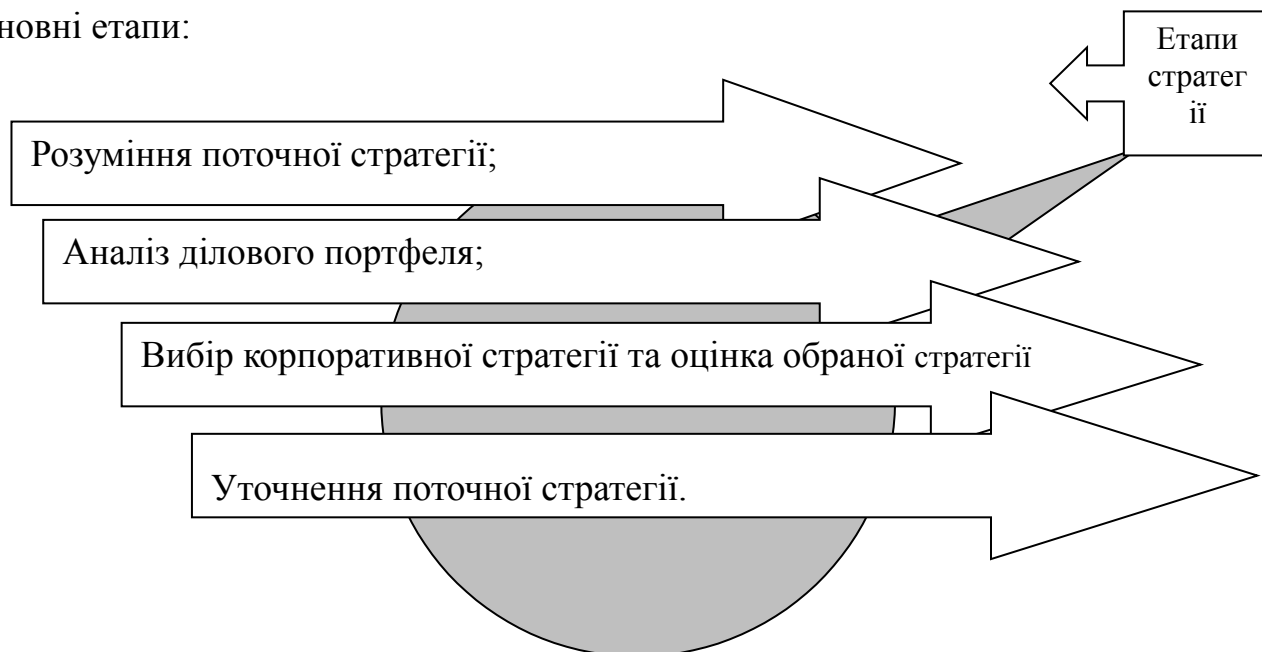 новні етапи:
Етапи
стратег
ії
Розуміння поточної стратегії;
Аналіз ділового портфеля;
Вибір корпоративної стратегії та оцінка обраної стратегії
Уточнення поточної стратегії.